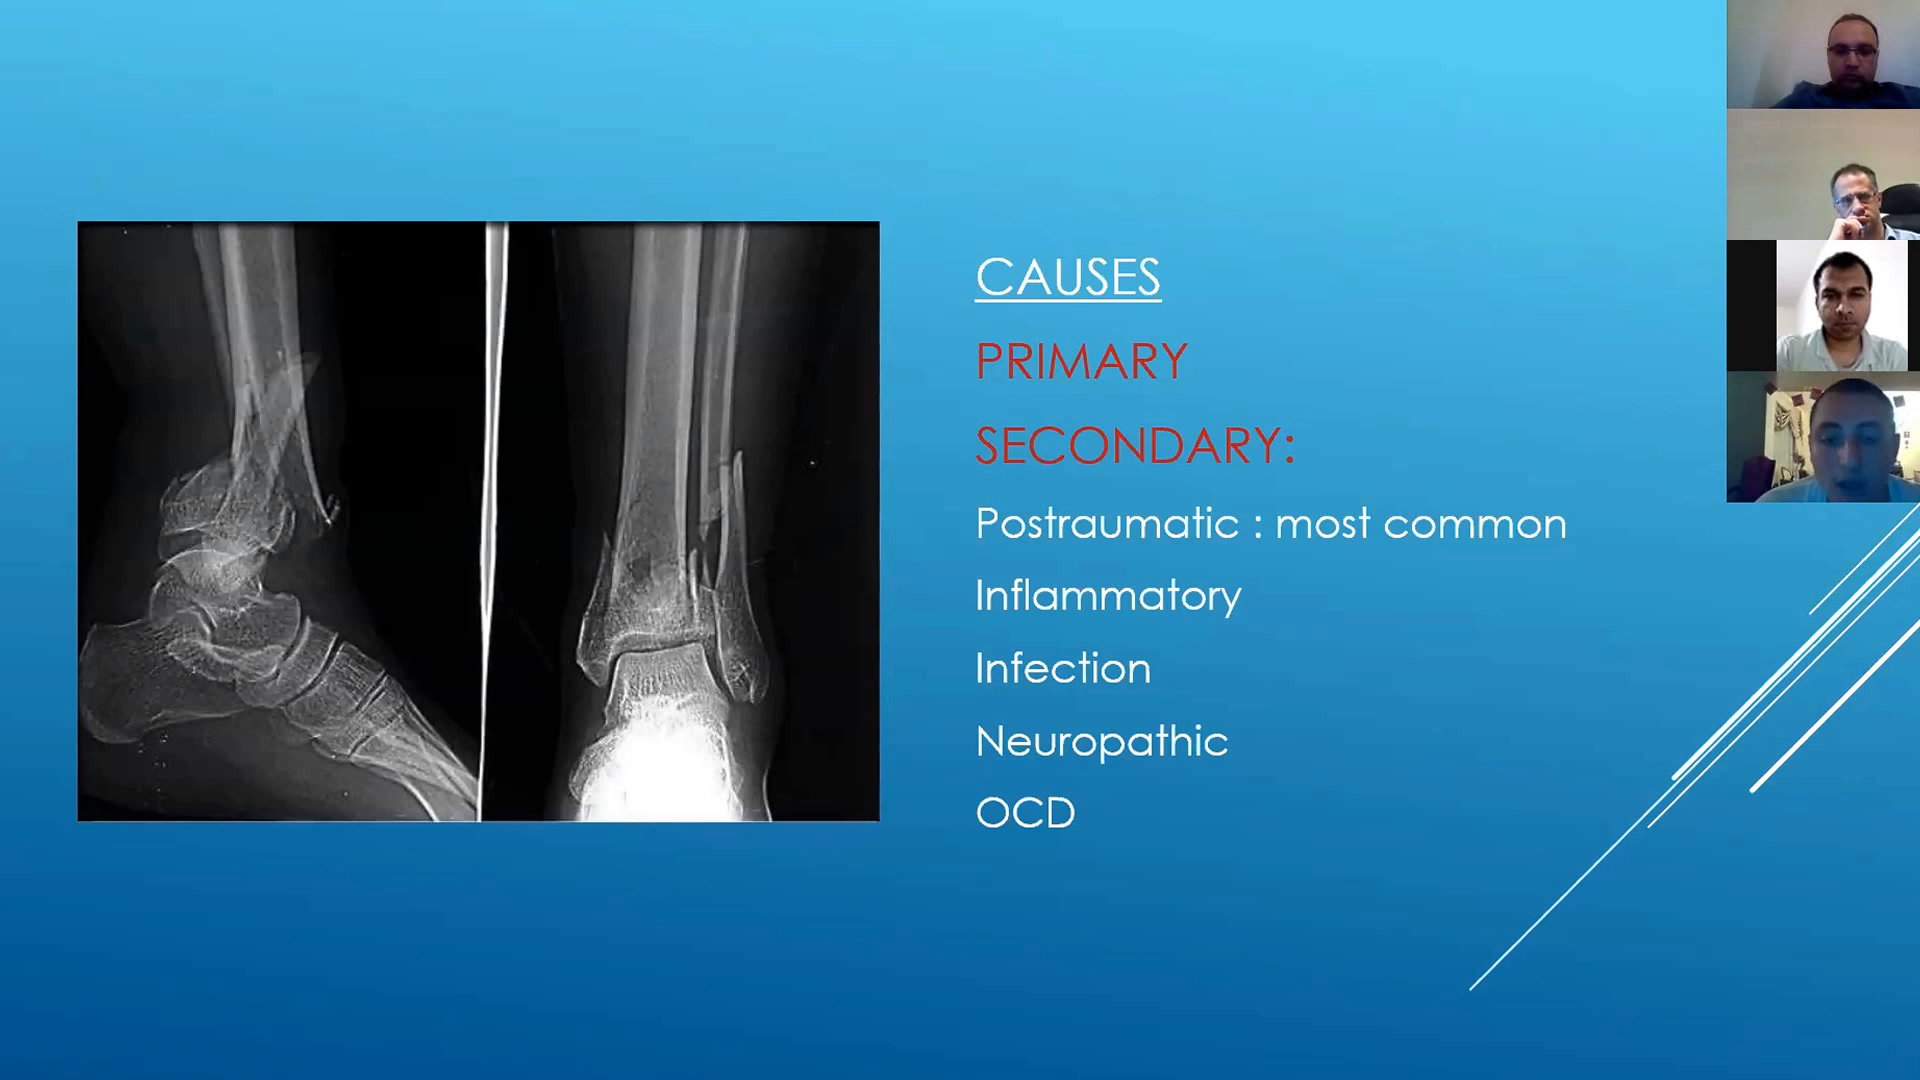 CAUSES
PRIMARY
SECONDARY:
Postraumatic : most common
Inflammatory
Infection
Neuropathic
OCD